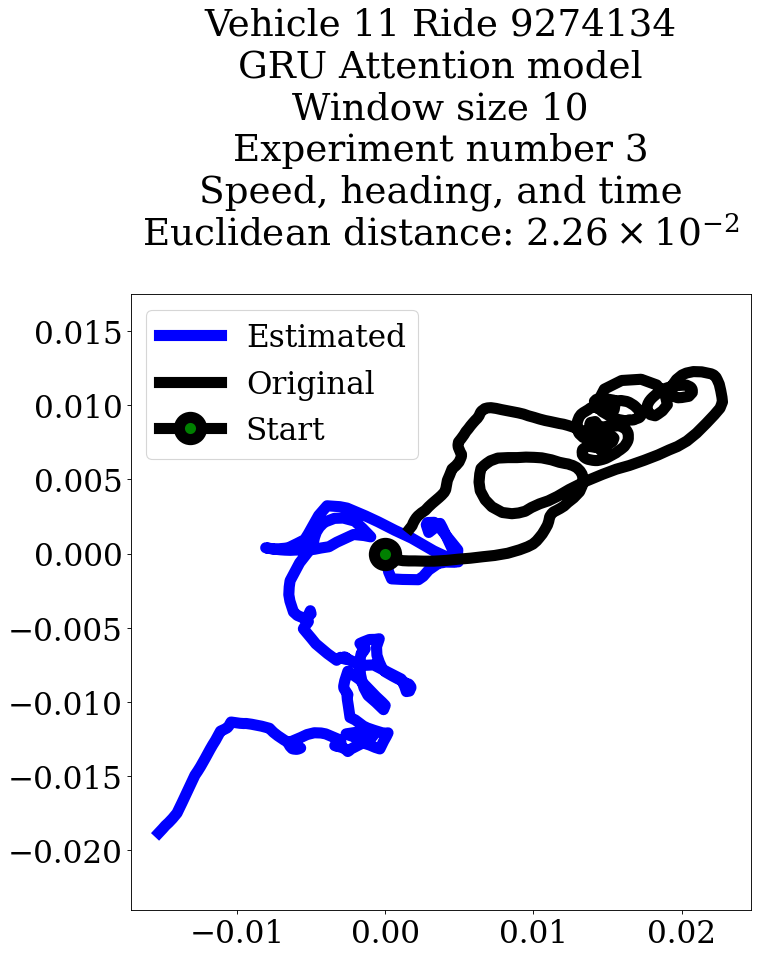 Vehicle 11 Ride 9274134
GRU Attention model
Window size 10
Experiment number 3
Speed, heading, and time
Euclidean distance: 2.26 × 10⁻²
Estimated
Original
Start
0.015
0.010
0.005
0.000
−0.005
−0.010
−0.015
−0.020
−0.01 0.00 0.01 0.02